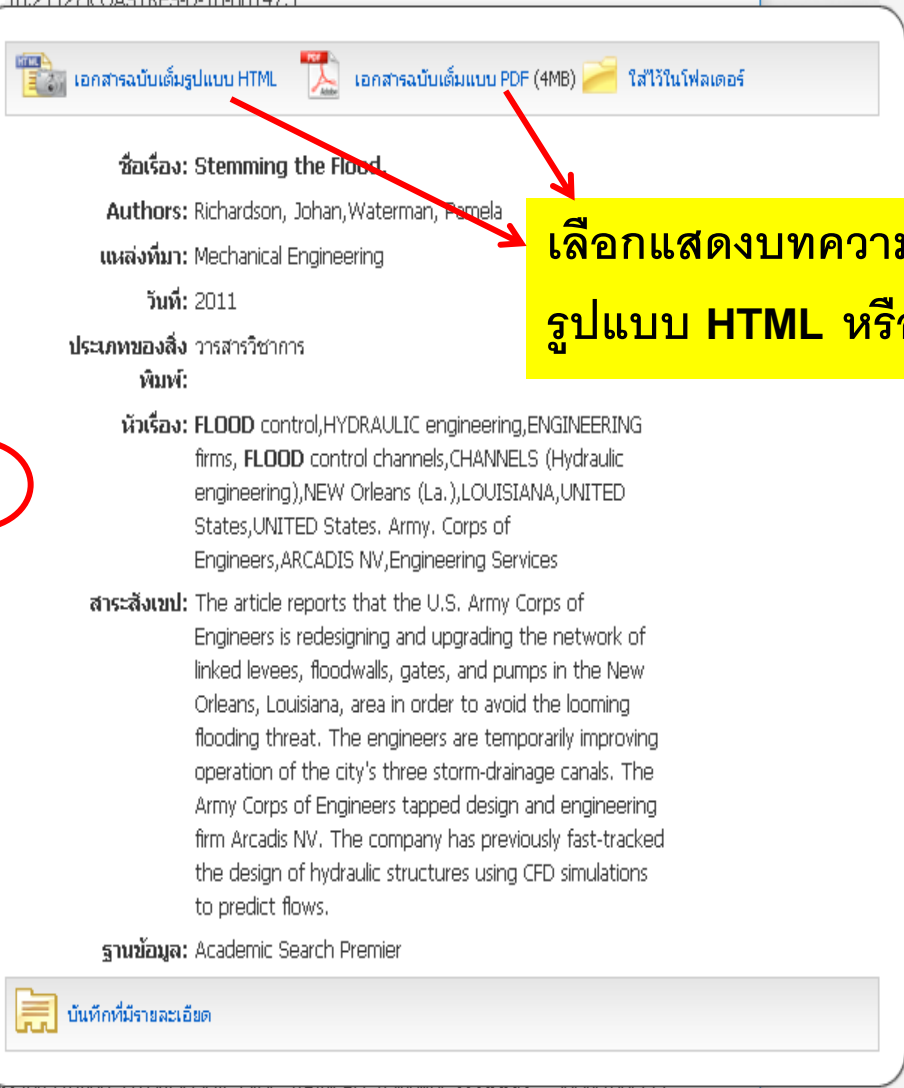 เอกสารฉบับเต็มรูปแบบ HTML เอกสารฉบับเต็มแบบ PDF (4MB) ใส่ไว้ในโฟลเดอร์
ชื่อเรื่อง: Stemming the Flood.
Authors: Richardson, Johan,Waterman, Pamela
แหล่งที่มา: Mechanical Engineering
วันที่: 2011
ประเภทของสิ่ง วารสารวิชาการ
พิมพ์:
หัวเรื่อง: FLOOD control,HYDRAULIC engineering,ENGINEERING
firms, FLOOD control channels,CHANNELS (Hydraulic
engineering),NEW Orleans (La.),LOUISIANA,UNITED
States,UNITED States. Army. Corps of
Engineers,ARCADIS NV,Engineering Services
สาระสังเขป: The article reports that the U.S. Army Corps of
Engineers is redesigning and upgrading the network of
linked levees, floodwalls, gates, and pumps in the New
Orleans, Louisiana, area in order to avoid the looming
flooding threat. The engineers are temporarily improving
operation of the city's three storm-drainage canals. The
Army Corps of Engineers tapped design and engineering
firm Arcadis NV. The company has previously fast-tracked
the design of hydraulic structures using CFD simulations
to predict flows.
ฐานข้อมูล: Academic Search Premier
บันทึกที่มีรายละเอียด
เลือกแสดงบทความ
รูปแบบ HTML หรือ